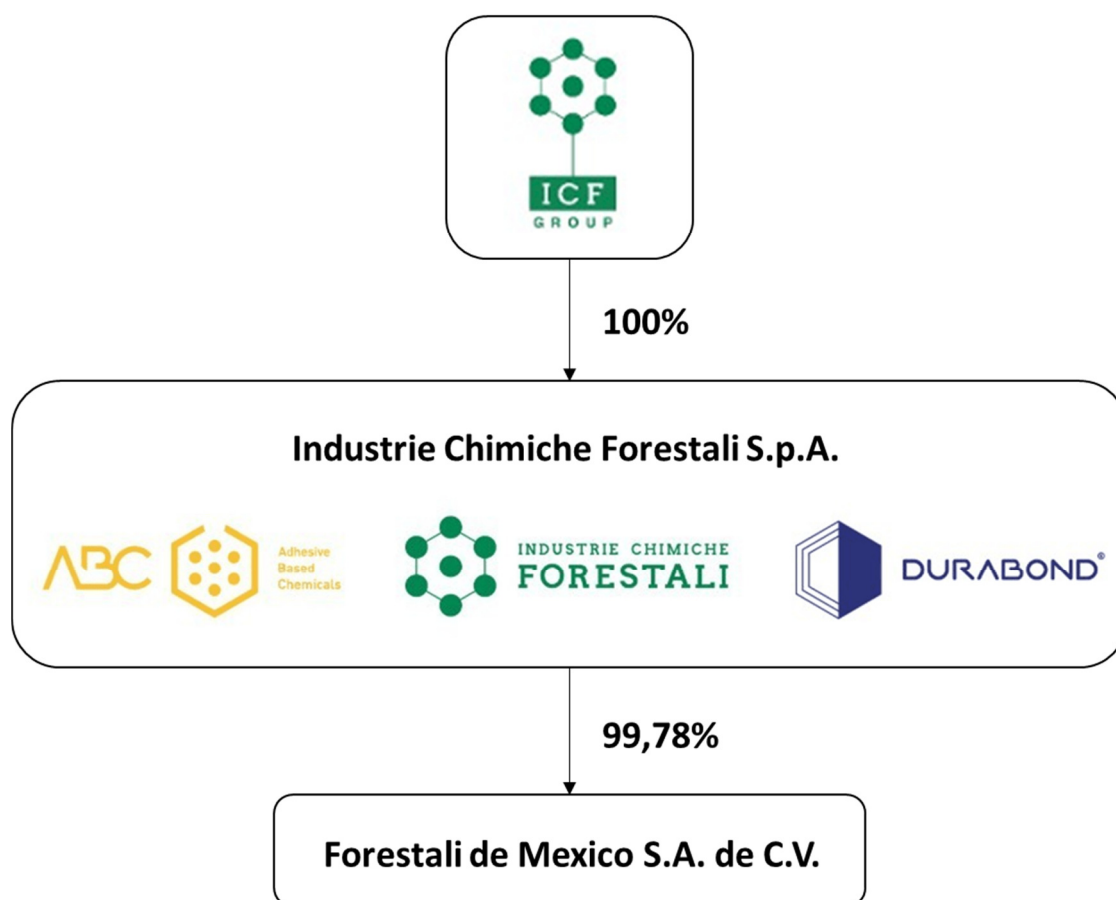 ICF
GROUP
100%
Industrie Chimiche Forestali S.p.A.
ABC
Adhesive
Based
Chemicals
INDUSTRIE CHIMICHE
FORESTALI
DURABOND®
99,78%
Forestali de Mexico S.A. de C.V.